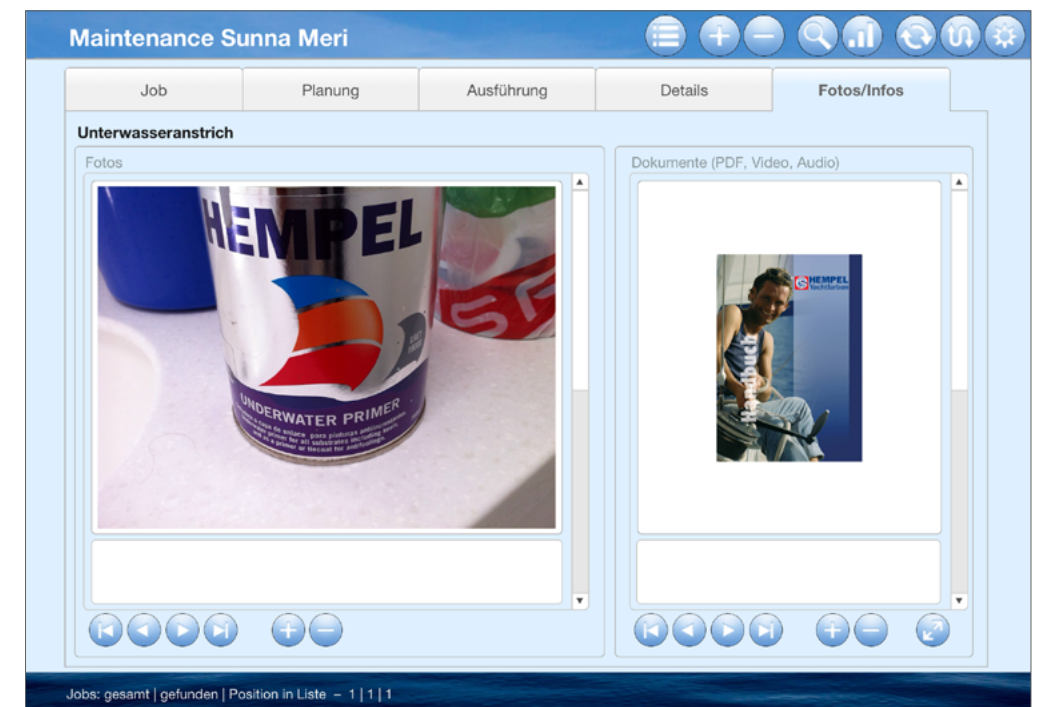 Maintenance Sunna Meri
Job
Planung
Ausführung
Details
Fotos/Infos
Unterwasseranstrich
Fotos
HEMPEL
UNDERWATER PRIMER
Dokumente (PDF, Video, Audio)
HEMPEL
Yachtfarben
Handbuch
Jobs: gesamt | gefunden | Position in Liste – 1 | 1 | 1